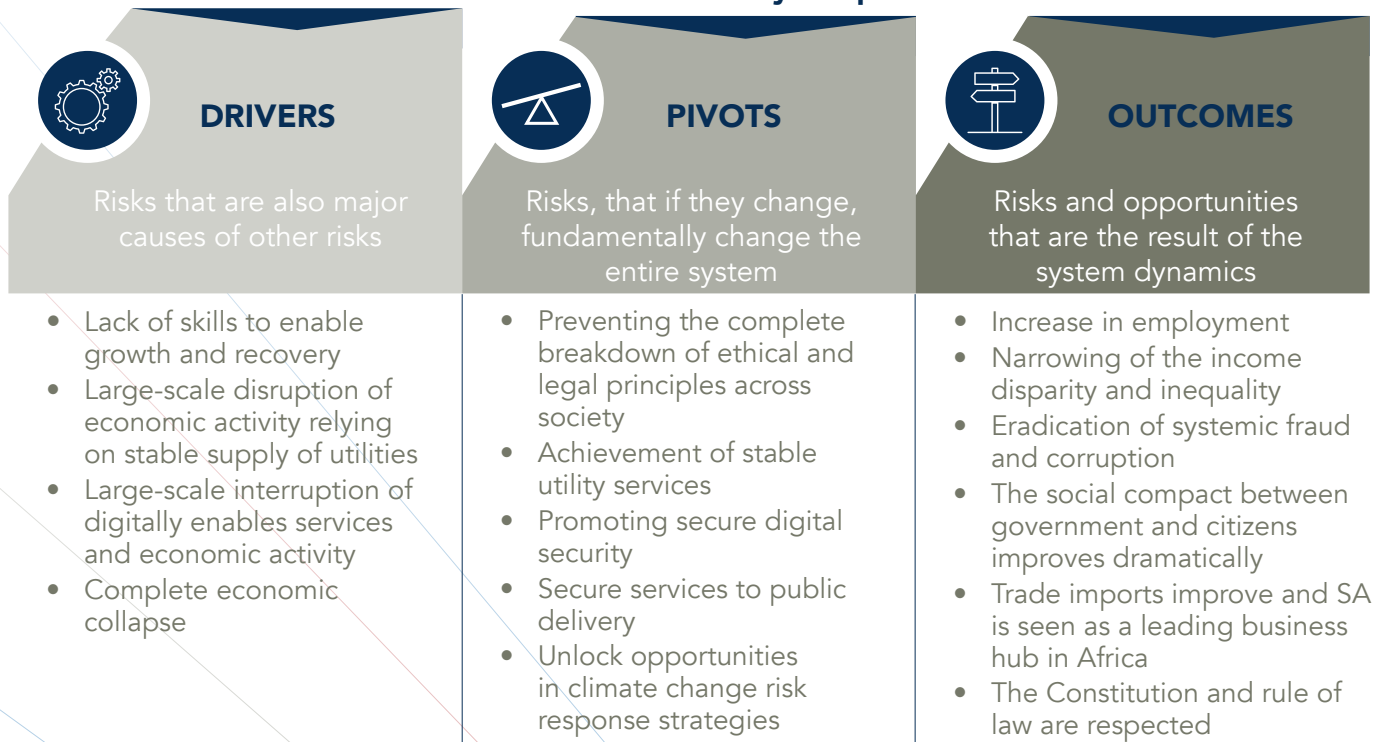 DRIVERS
Risks that are also major
causes of other risks
• Lack of skills to enable
growth and recovery
• Large-scale disruption of
economic activity relying
on stable supply of utilities
• Large-scale interruption of
digitally enables services
and economic activity
• Complete economic
collapse
PIVOTS
Risks, that if they change,
fundamentally change the
entire system
• Preventing the complete
breakdown of ethical and
legal principles across
society
• Achievement of stable
utility services
• Promoting secure digital
security
• Secure services to public
delivery
• Unlock opportunities
in climate change risk
response strategies
OUTCOMES
Risks and opportunities
that are the result of the
system dynamics
• Increase in employment
• Narrowing of the income
disparity and inequality
• Eradication of systemic fraud
and corruption
• The social compact between
government and citizens
improves dramatically
• Trade imports improve and SA
is seen as a leading business
hub in Africa
• The Constitution and rule of
law are respected